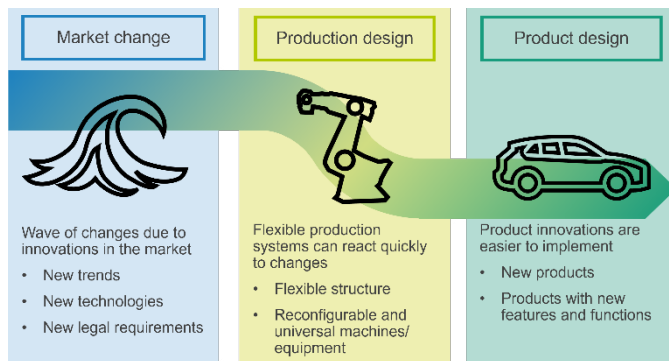 Market change
Production design
Product design
Wave of changes due to
innovations in the market
• New trends
• New technologies
• New legal requirements
Flexible production
systems can react quickly
to changes
• Flexible structure
• Reconfigurable and
universal machines/
equipment
Product innovations are
easier to implement
• New products
• Products with new
features and functions